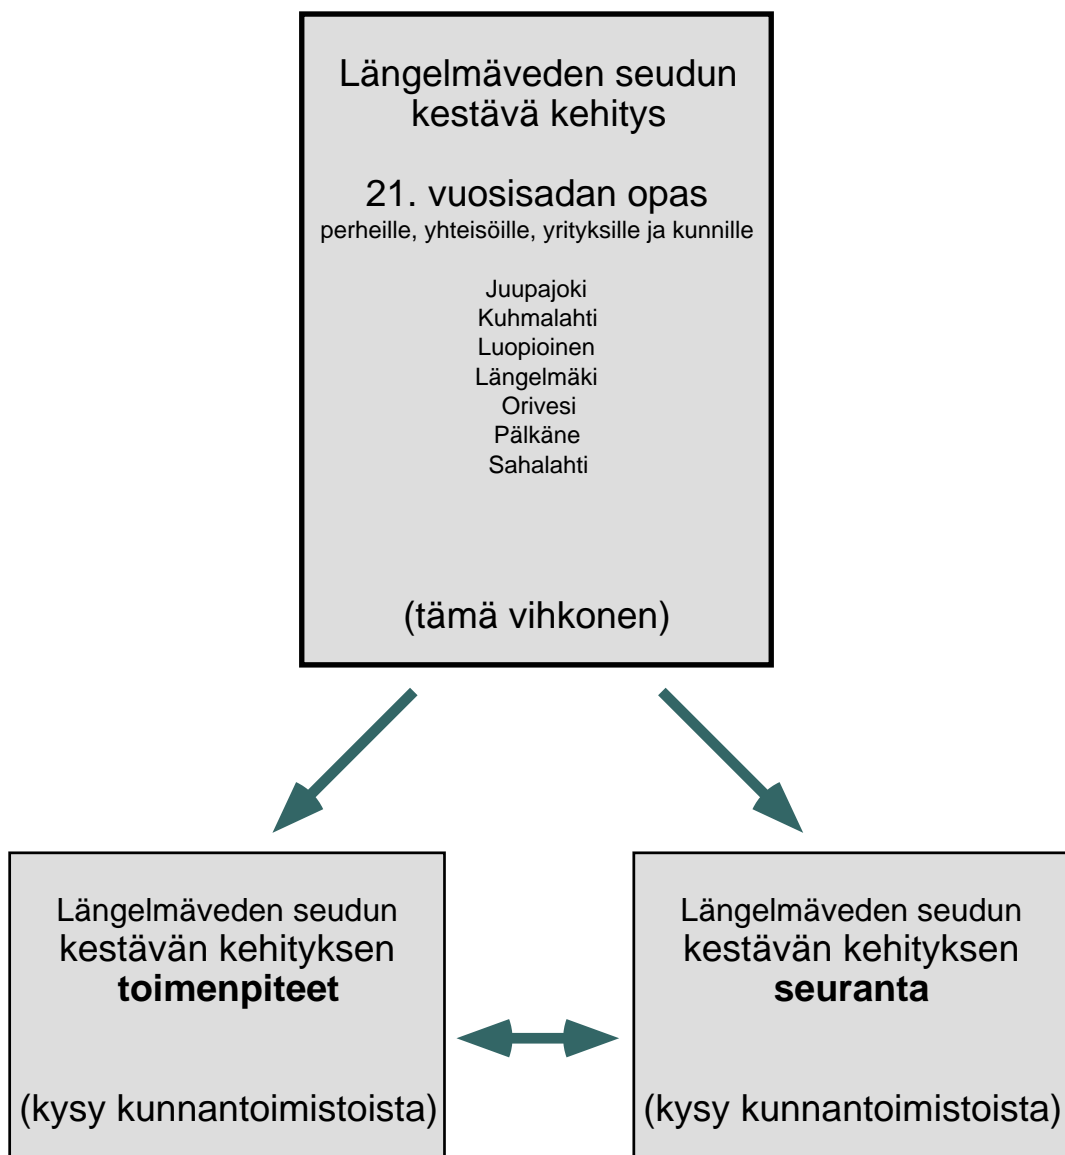 Längelmäveden seudun
kestävä kehitys
21. vuosisadan opas
perheille, yhteisöille, yrityksille ja kunnille
Juupajoki
Kuhmalahti
Luopioinen
Längelmäki
Orivesi
Pälkäne
Sahalahti
(tämä vihkonen)
Längelmäveden seudun
kestävän kehityksen
toimenpiteet
(kysy kunnantoimistoista)
Längelmäveden seudun
kestävän kehityksen
seuranta
(kysy kunnantoimistoista)